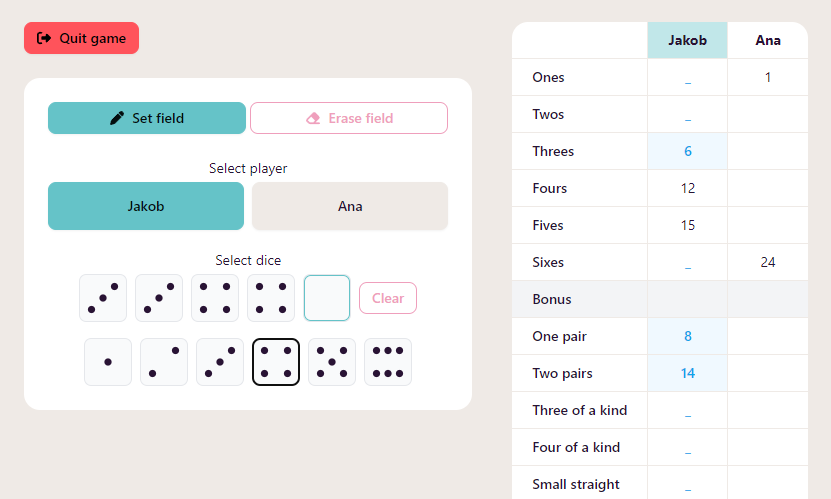 Quit game
Set field
Erase field
Select player
Jakob
Ana
Select dice
Clear
Jakob Ana
Ones _ 1
Twos _
Threes 6
Fours 12
Fives 15
Sixes _ 24
Bonus
One pair 8
Two pairs 14
Three of a kind _
Four of a kind _
Small straight _